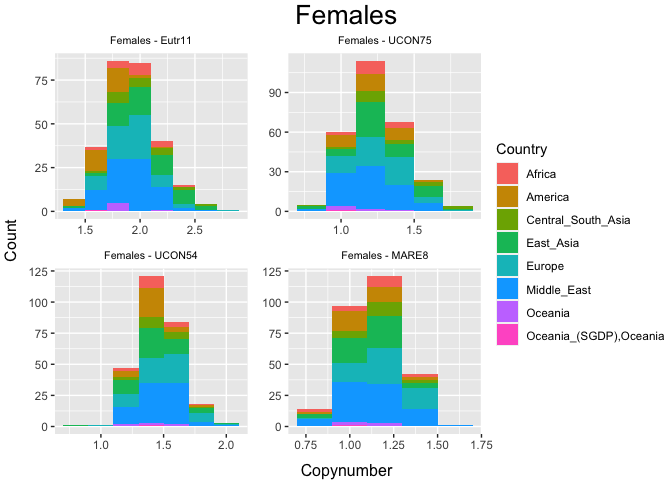 Females
Females - Eutr11
Females - UCON75
75
50
25
0
1.5 2.0 2.5
90
60
30
0
1.0 1.5
Females - UCON54
Females - MARE8
125
100
75
50
25
0
1.0 1.5 2.0
125
100
75
50
25
0
0.75 1.00 1.25 1.50 1.75
Count
Copynumber
Country
Africa
America
Central_South_Asia
East_Asia
Europe
Middle_East
Oceania
Oceania_(SGDP),Oceania